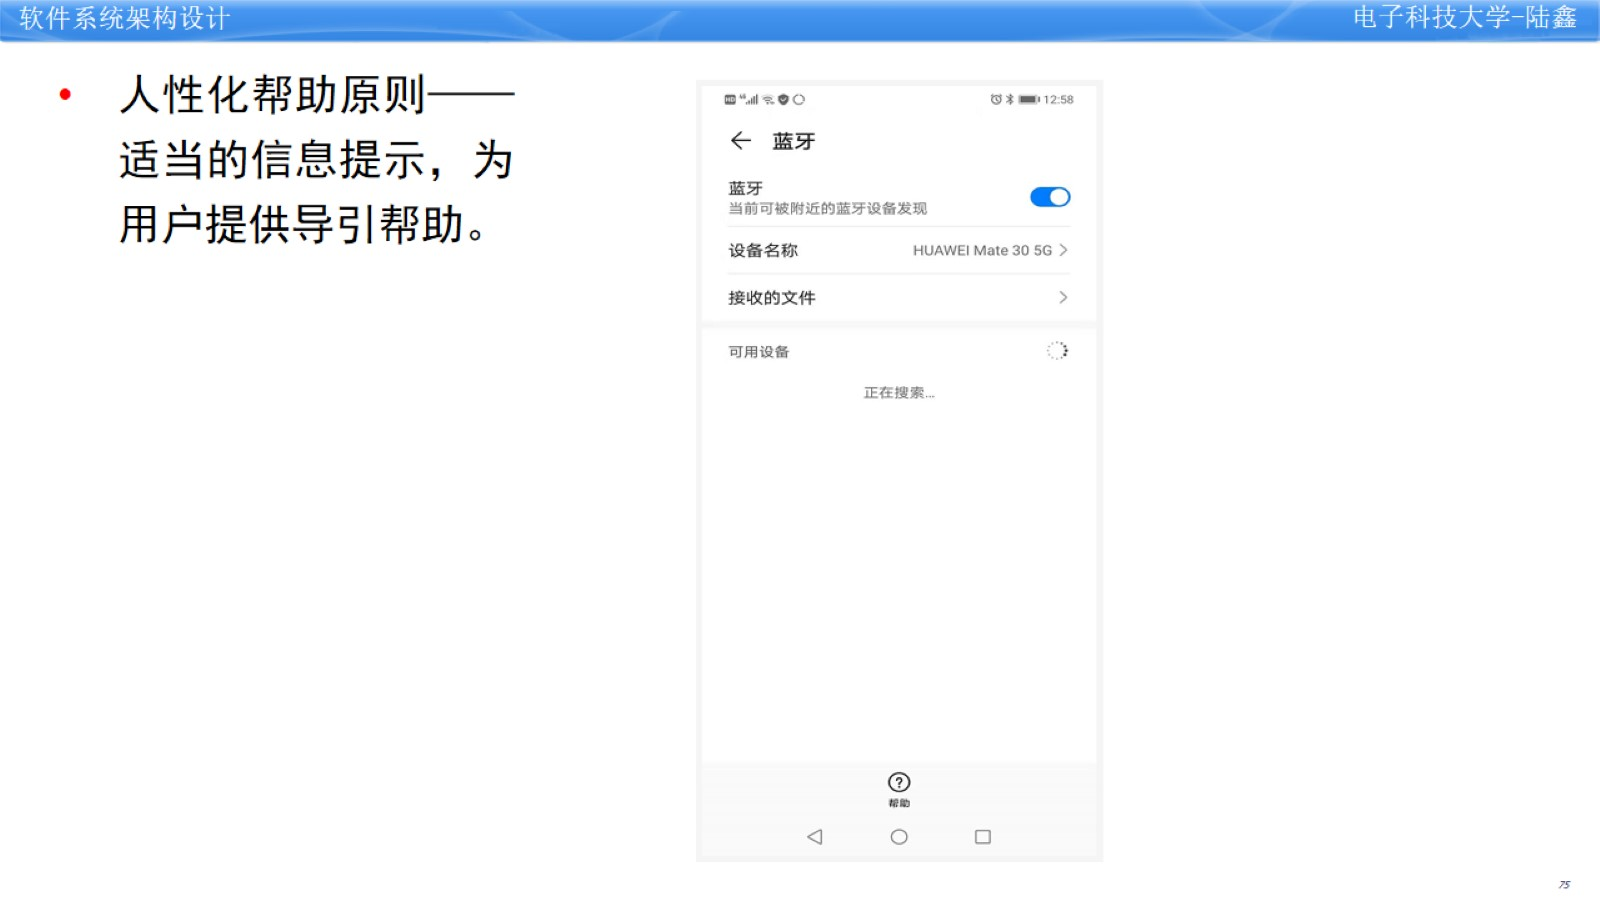 软件系统架构设计
电子科技大学-陆鑫
• 人性化帮助原则——
适当的信息提示，为
用户提供导引帮助。
12:58
蓝牙
蓝牙
当前可被附近的蓝牙设备发现
设备名称 HUAWEI Mate 30 5G
接收的文件
可用设备
正在搜索...
帮助
75